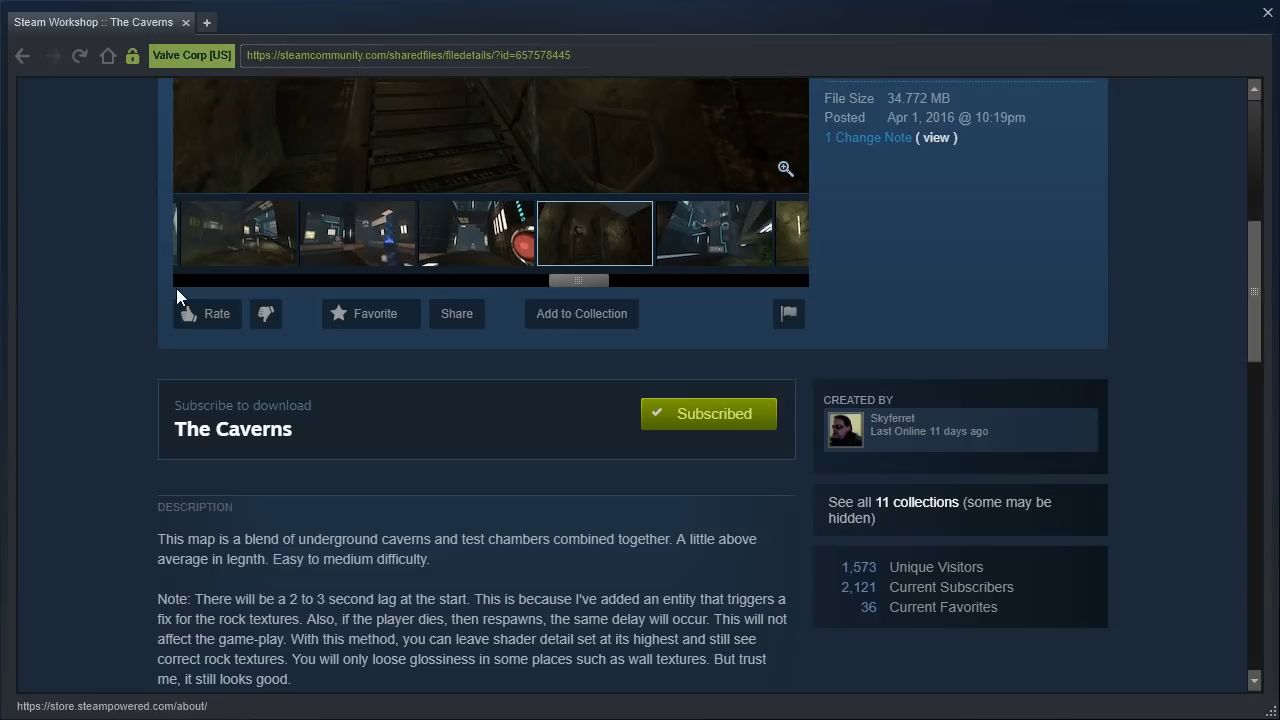 Steam Workshop :: The Caverns
Valve Corp [US]
https://steamcommunity.com/sharedfiles/filedetails/?id=657578445
File Size 34.772 MB
Posted Apr 1, 2016 @ 10:19pm
1 Change Note ( view )
Rate
Favorite
Share
Add to Collection
Subscribe to download
The Caverns
Subscribed
CREATED BY
Skyferret
Last Online 11 days ago
See all 11 collections (some may be
hidden)
DESCRIPTION
This map is a blend of underground caverns and test chambers combined together. A little above
average in legnth. Easy to medium difficulty.
Note: There will be a 2 to 3 second lag at the start. This is because I've added an entity that triggers a
fix for the rock textures. Also, if the player dies, then respawns, the same delay will occur. This will not
affect the game-play. With this method, you can leave shader detail set at its highest and still see
correct rock textures. You will only loose glossiness in some places such as wall textures. But trust
me, it still looks good.
1,573 Unique Visitors
2,121 Current Subscribers
36 Current Favorites
https://store.steampowered.com/about/